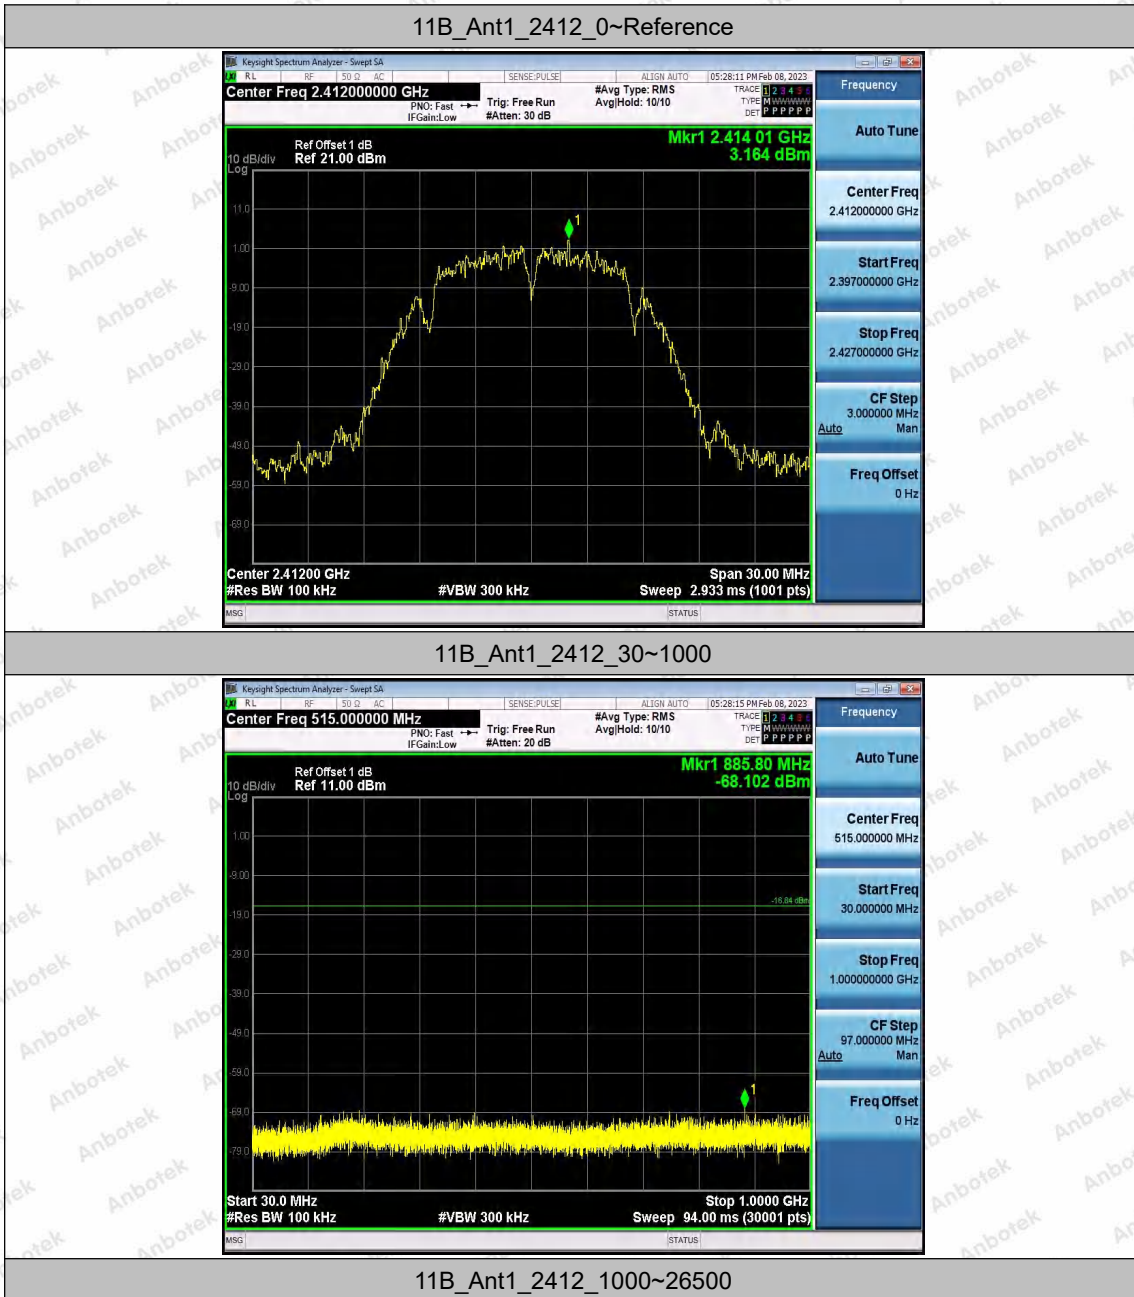 11B_Ant1_2412_0~Reference
Keysight Spectrum Analyzer - Swept SA
LXI RL RF 50 Ω AC SENSE:PULSE ALIGN AUTO 05:28:11 PM Feb 08, 2023
Center Freq 2.412000000 GHz #Avg Type: RMS TRACE 1 2 3 4 5 6
PNO: Fast Trig: Free Run Avg|Hold: 10/10 TYPE M WWWWW
IFGain:Low #Atten: 30 dB DET P P P P P P
Frequency
Auto Tune
Mkr1 2.414 01 GHz
3.164 dBm
Ref Offset 1 dB
10 dB/div Ref 21.00 dBm
Log
11.0
1.00
-9.00
-19.0
-29.0
-39.0
-49.0
-59.0
-69.0
1
Center Freq
2.412000000 GHz
Start Freq
2.397000000 GHz
Stop Freq
2.427000000 GHz
CF Step
3.000000 MHz
Auto Man
Freq Offset
0 Hz
Center 2.41200 GHz Span 30.00 MHz
#Res BW 100 kHz #VBW 300 kHz Sweep 2.933 ms (1001 pts)
MSG STATUS
11B_Ant1_2412_30~1000
Keysight Spectrum Analyzer - Swept SA
LXI RL RF 50 Ω AC SENSE:PULSE ALIGN AUTO 05:28:15 PM Feb 08, 2023
Center Freq 515.000000 MHz #Avg Type: RMS TRACE 1 2 3 4 5 6
PNO: Fast Trig: Free Run Avg|Hold: 10/10 TYPE M WWWWW
IFGain:Low #Atten: 20 dB DET P P P P P P
Frequency
Auto Tune
Mkr1 885.80 MHz
-68.102 dBm
Ref Offset 1 dB
10 dB/div Ref 11.00 dBm
Log
1.00
-9.00
-16.84 dBm
-19.0
-29.0
-39.0
-49.0
-59.0
-69.0
-79.0
1
Center Freq
515.000000 MHz
Start Freq
30.000000 MHz
Stop Freq
1.000000000 GHz
CF Step
97.000000 MHz
Auto Man
Freq Offset
0 Hz
Start 30.0 MHz Stop 1.0000 GHz
#Res BW 100 kHz #VBW 300 kHz Sweep 94.00 ms (30001 pts)
MSG STATUS
11B_Ant1_2412_1000~26500